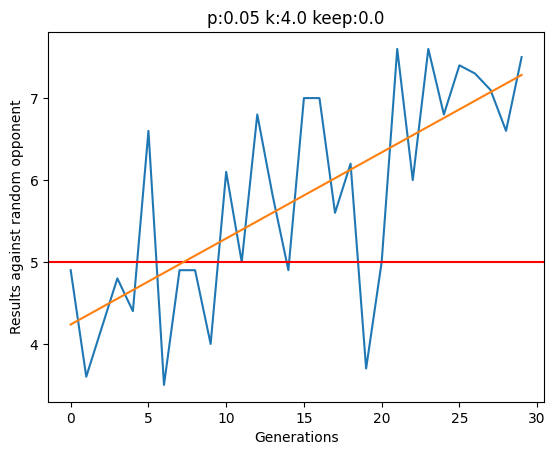 p:0.05 k:4.0 keep:0.0
Results against random opponent
7
6
5
4
0 5 10 15 20 25 30
Generations